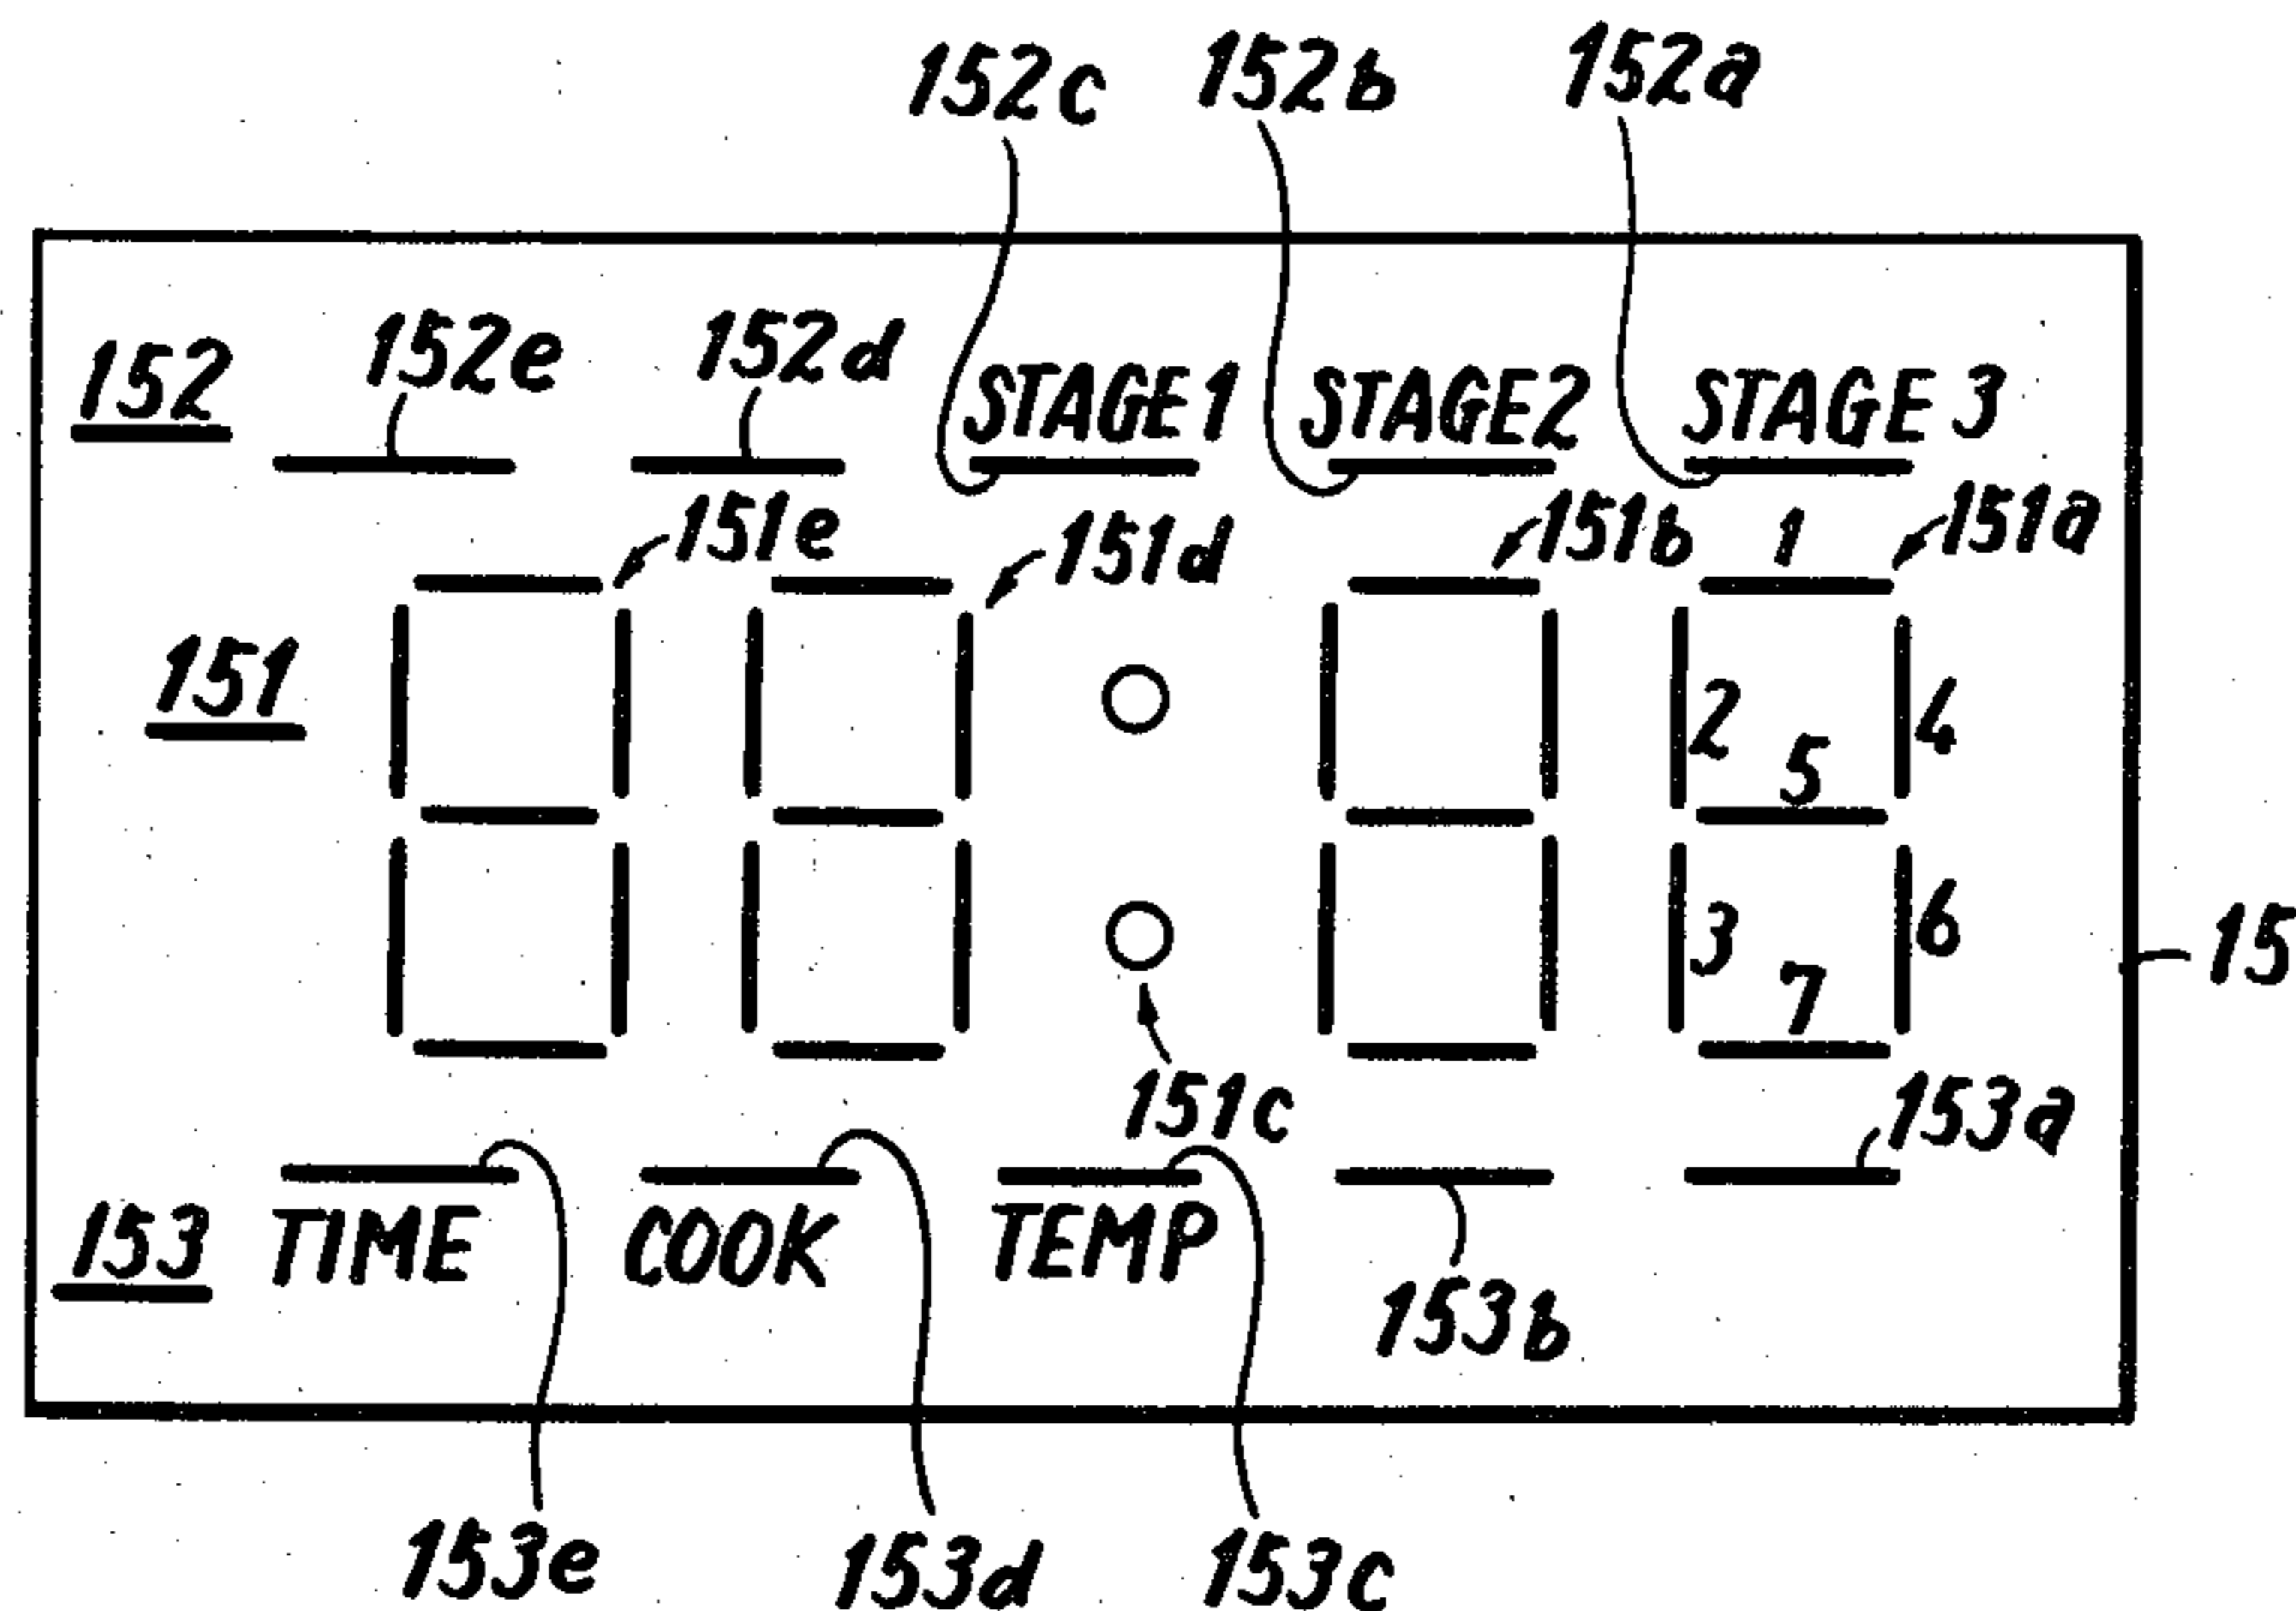 152c 152b 152a
152 152e 152d STAGE 1 STAGE 2 STAGE 3
151e 151d 151b 1 151a
151 2 5 4
3 7 6 15
151c 153a
153 TIME COOK TEMP 153b
153e 153d 153c